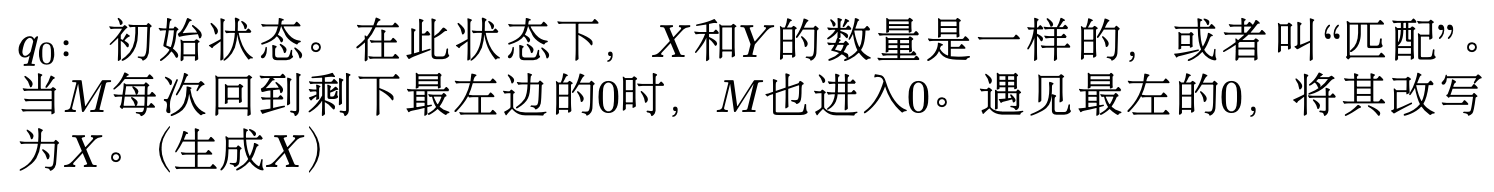 q₀：初始状态。在此状态下，X和Y的数量是一样的，或者叫“匹配”。
当M每次回到剩下最左边的0时，M也进入0。遇见最左的0，将其改写
为X。（生成X）